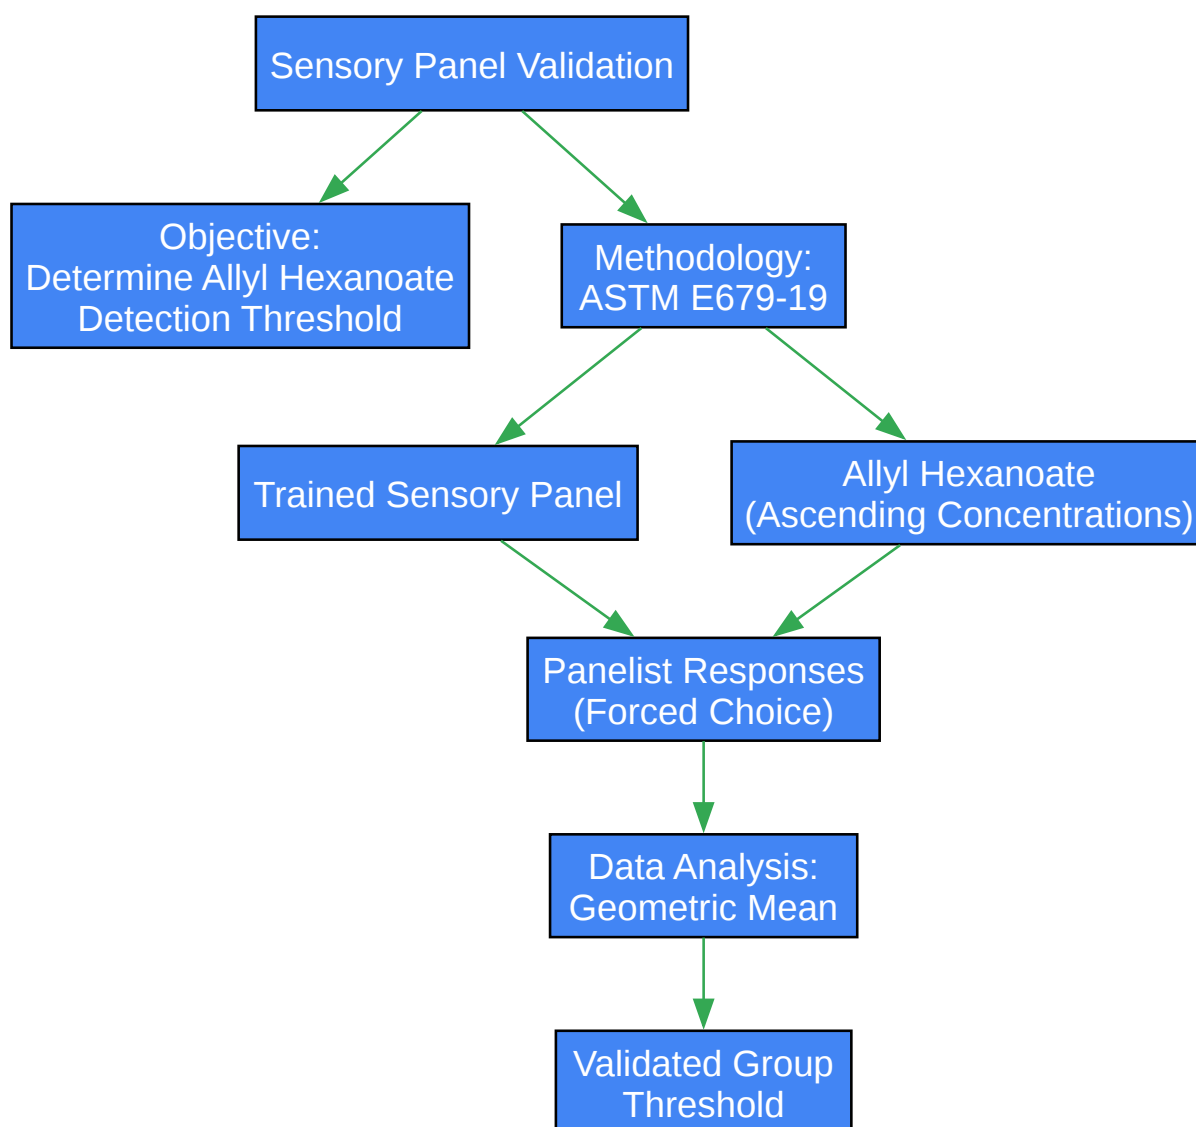 Sensory Panel Validation
Objective:
Determine Allyl Hexanoate
Detection Threshold
Methodology:
ASTM E679-19
Trained Sensory Panel
Allyl Hexanoate
(Ascending Concentrations)
Panelist Responses
(Forced Choice)
Data Analysis:
Geometric Mean
Validated Group
Threshold